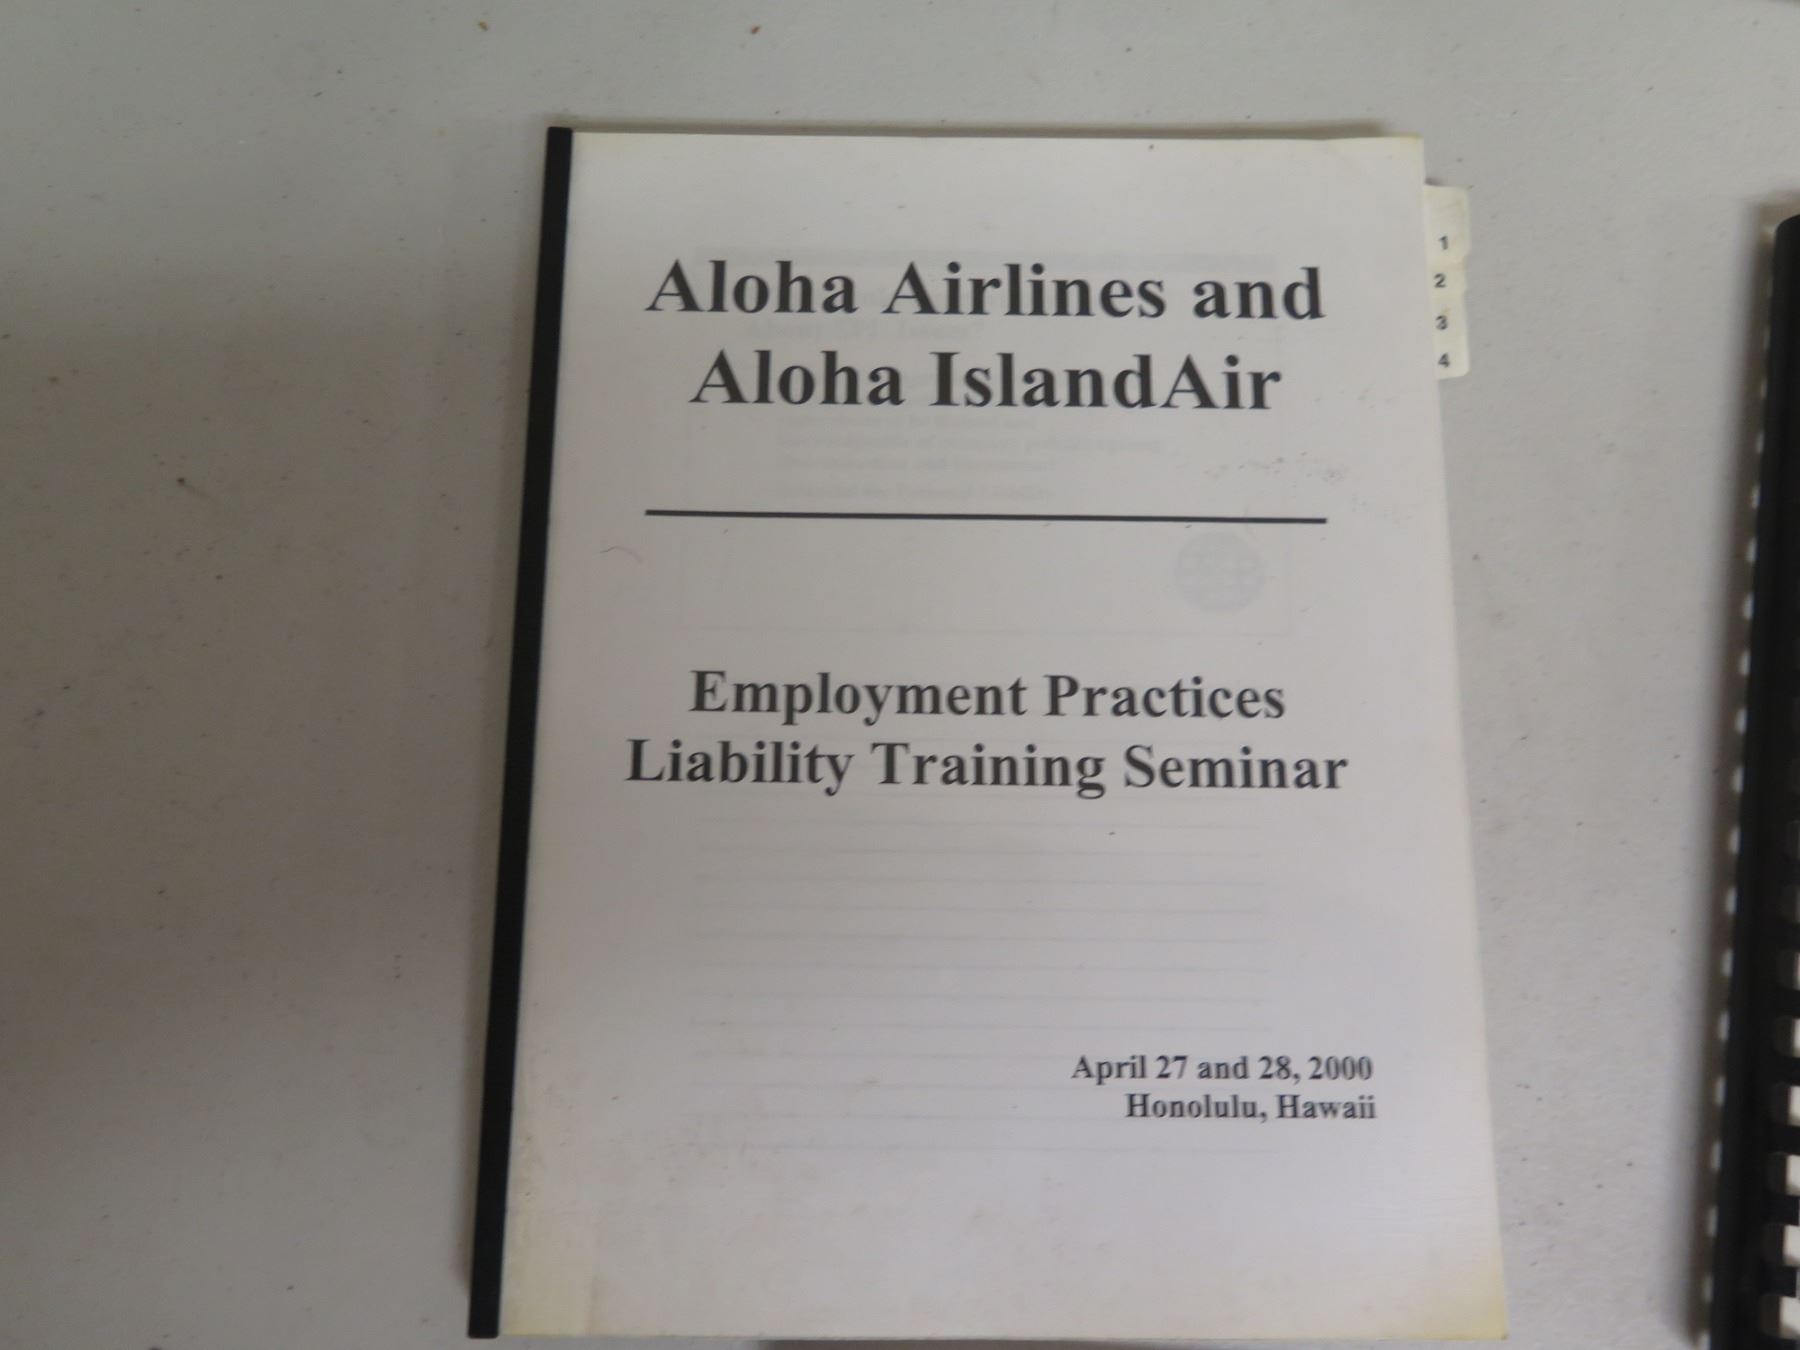 Aloha Airlines and
Aloha IslandAir
Employment Practices
Liability Training Seminar
April 27 and 28, 2000
Honolulu, Hawaii
1
2
3
4